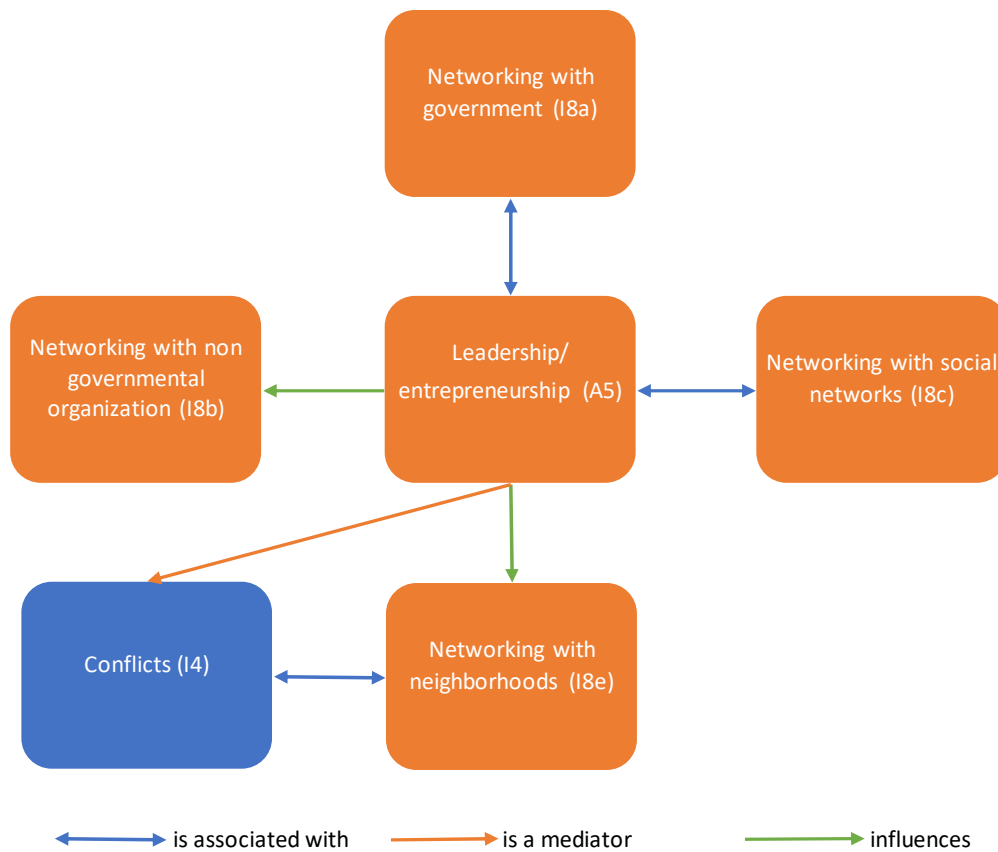 Networking with
government (I8a)
Networking with non
governmental
organization (I8b)
Leadership/
entrepreneurship (A5)
Networking with social
networks (I8c)
Conflicts (I4)
Networking with
neighborhoods (I8e)
is associated with
is a mediator
influences